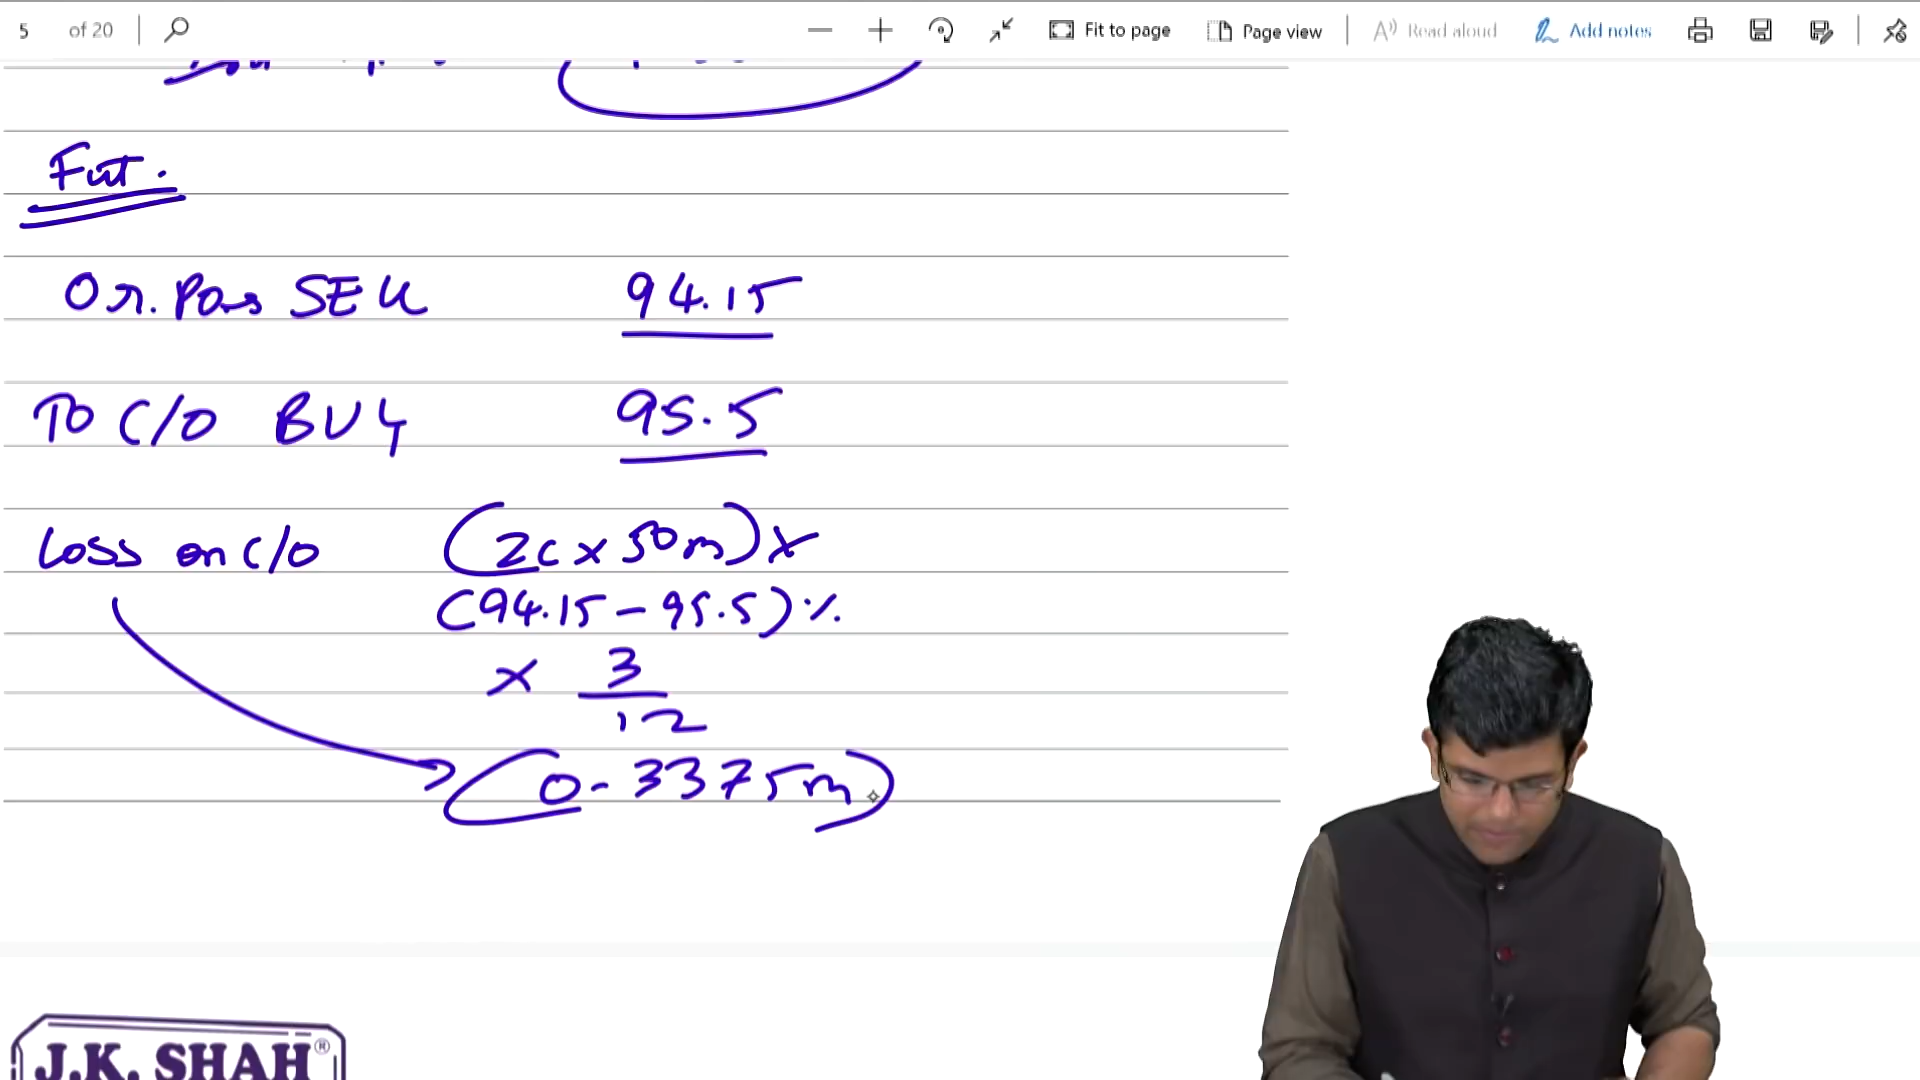 5 of 20 Fit to page Page view Read aloud Add notes
Fut.
Or. Pos SELL 94.15
To C/O BUY 95.5
Loss on C/O (2c x 50m) x
(94.15 - 95.5) %
x 3
12
(0.3375m)
J.K. SHAH®